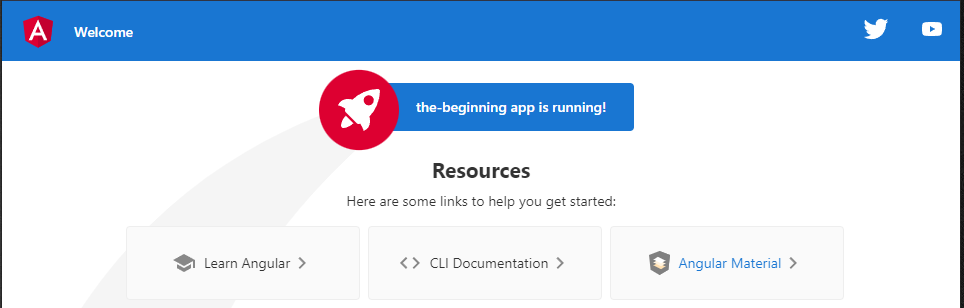 Welcome
the-beginning app is running!
Resources
Here are some links to help you get started:
Learn Angular
CLI Documentation
Angular Material